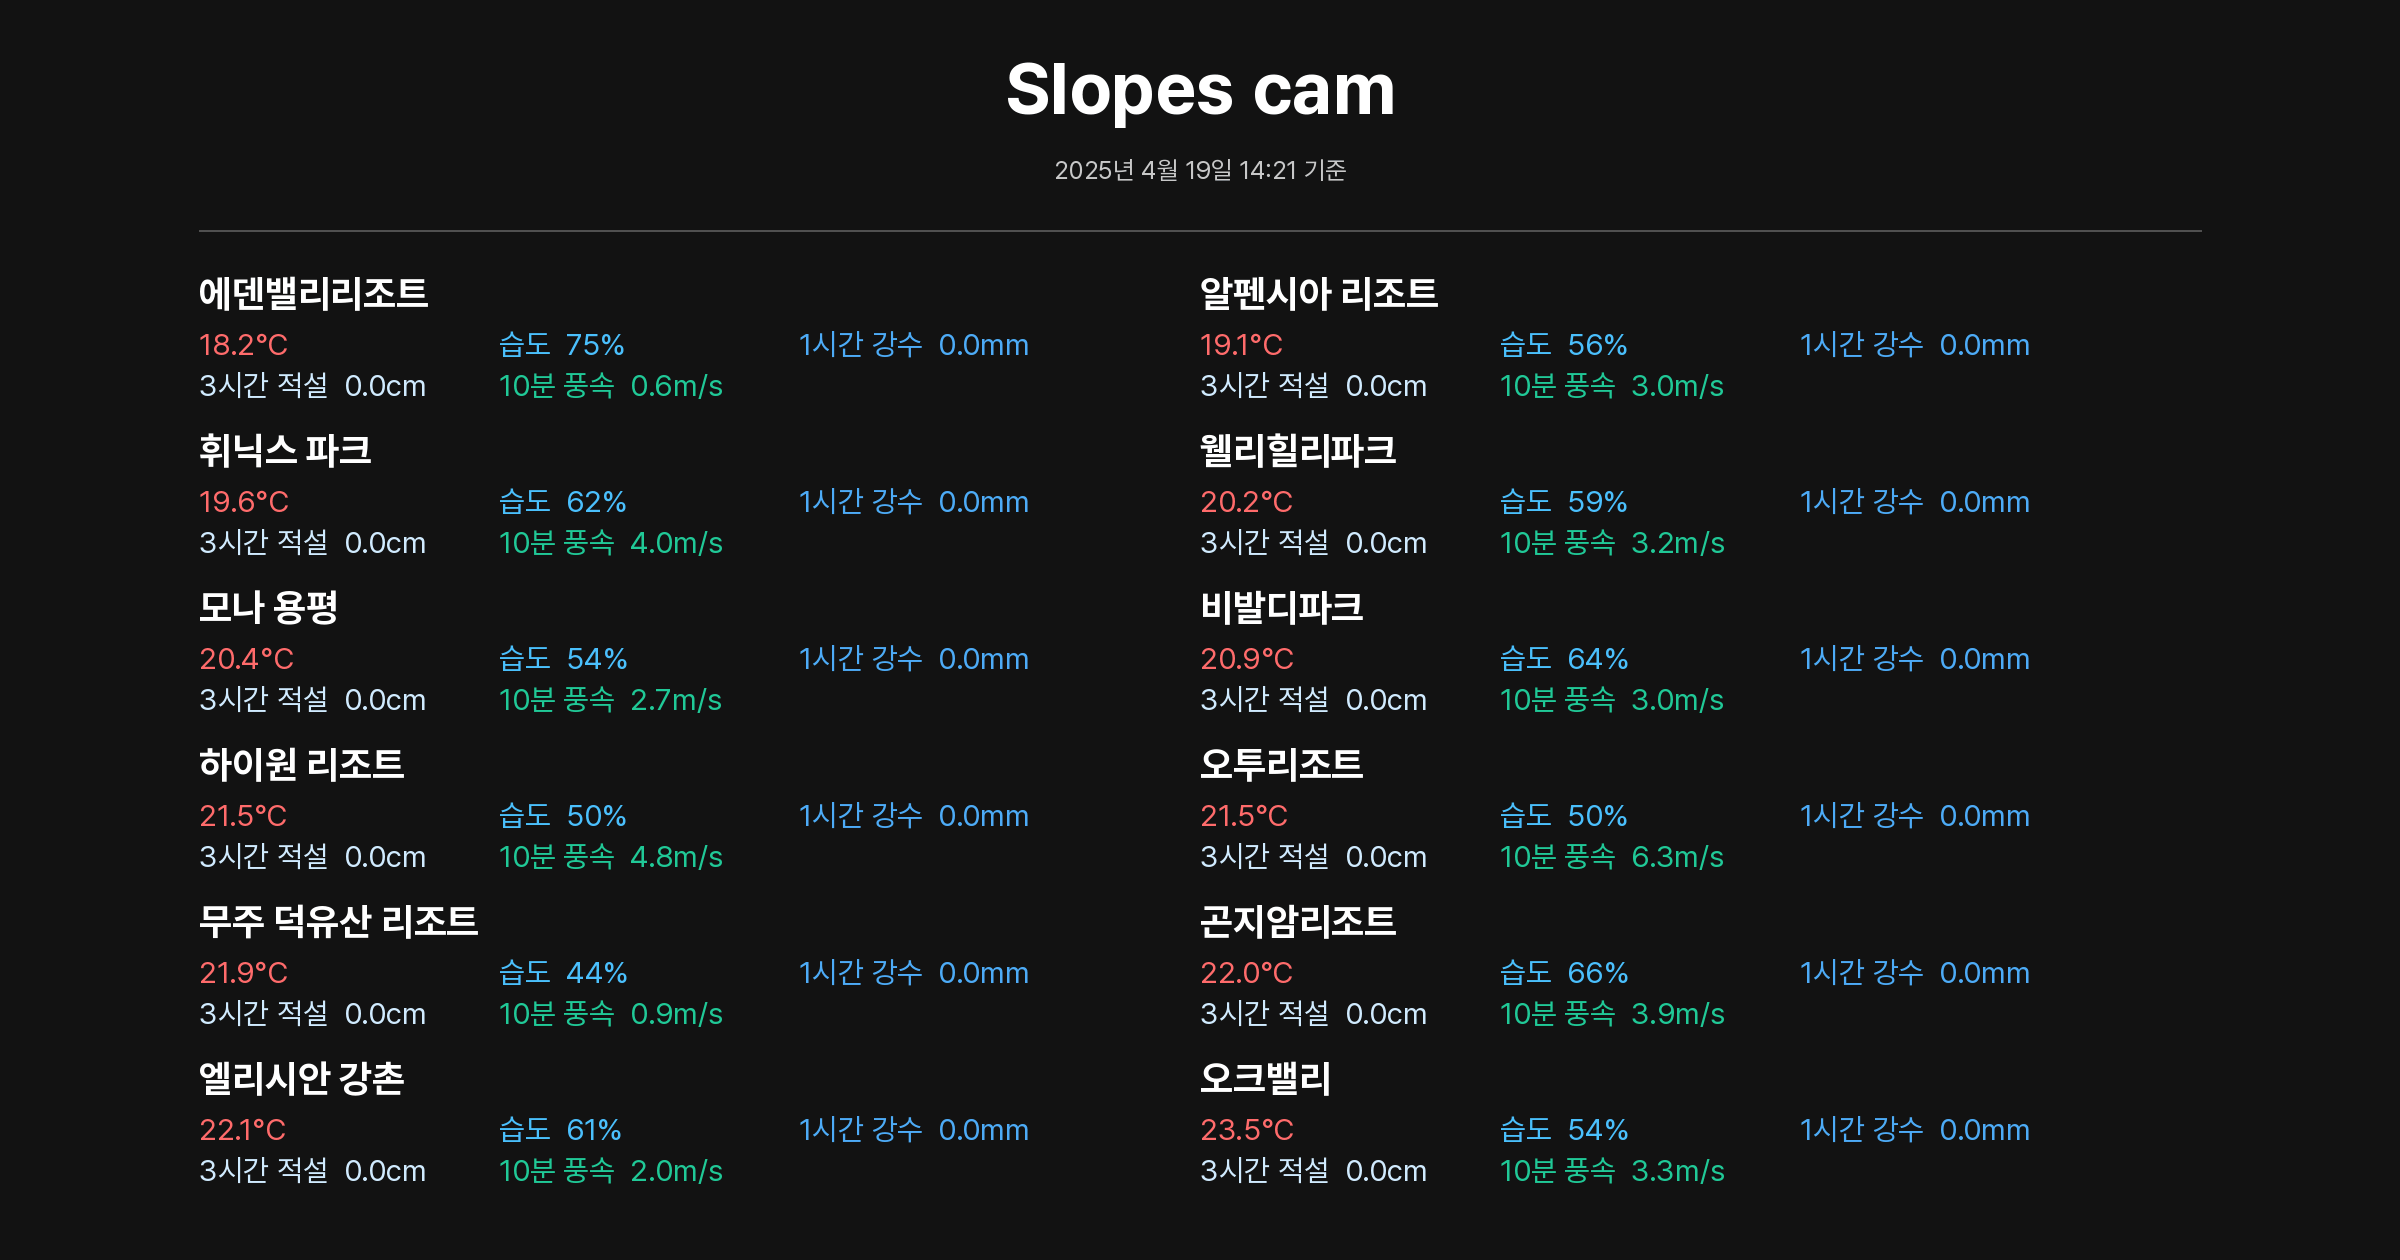 Slopes cam
2025년 4월 19일 14:21 기준
에덴밸리리조트
18.2°C 습도 75% 1시간 강수 0.0mm
3시간 적설 0.0cm 10분 풍속 0.6m/s
알펜시아 리조트
19.1°C 습도 56% 1시간 강수 0.0mm
3시간 적설 0.0cm 10분 풍속 3.0m/s
휘닉스 파크
19.6°C 습도 62% 1시간 강수 0.0mm
3시간 적설 0.0cm 10분 풍속 4.0m/s
웰리힐리파크
20.2°C 습도 59% 1시간 강수 0.0mm
3시간 적설 0.0cm 10분 풍속 3.2m/s
모나 용평
20.4°C 습도 54% 1시간 강수 0.0mm
3시간 적설 0.0cm 10분 풍속 2.7m/s
비발디파크
20.9°C 습도 64% 1시간 강수 0.0mm
3시간 적설 0.0cm 10분 풍속 3.0m/s
하이원 리조트
21.5°C 습도 50% 1시간 강수 0.0mm
3시간 적설 0.0cm 10분 풍속 4.8m/s
오투리조트
21.5°C 습도 50% 1시간 강수 0.0mm
3시간 적설 0.0cm 10분 풍속 6.3m/s
무주 덕유산 리조트
21.9°C 습도 44% 1시간 강수 0.0mm
3시간 적설 0.0cm 10분 풍속 0.9m/s
곤지암리조트
22.0°C 습도 66% 1시간 강수 0.0mm
3시간 적설 0.0cm 10분 풍속 3.9m/s
엘리시안 강촌
22.1°C 습도 61% 1시간 강수 0.0mm
3시간 적설 0.0cm 10분 풍속 2.0m/s
오크밸리
23.5°C 습도 54% 1시간 강수 0.0mm
3시간 적설 0.0cm 10분 풍속 3.3m/s